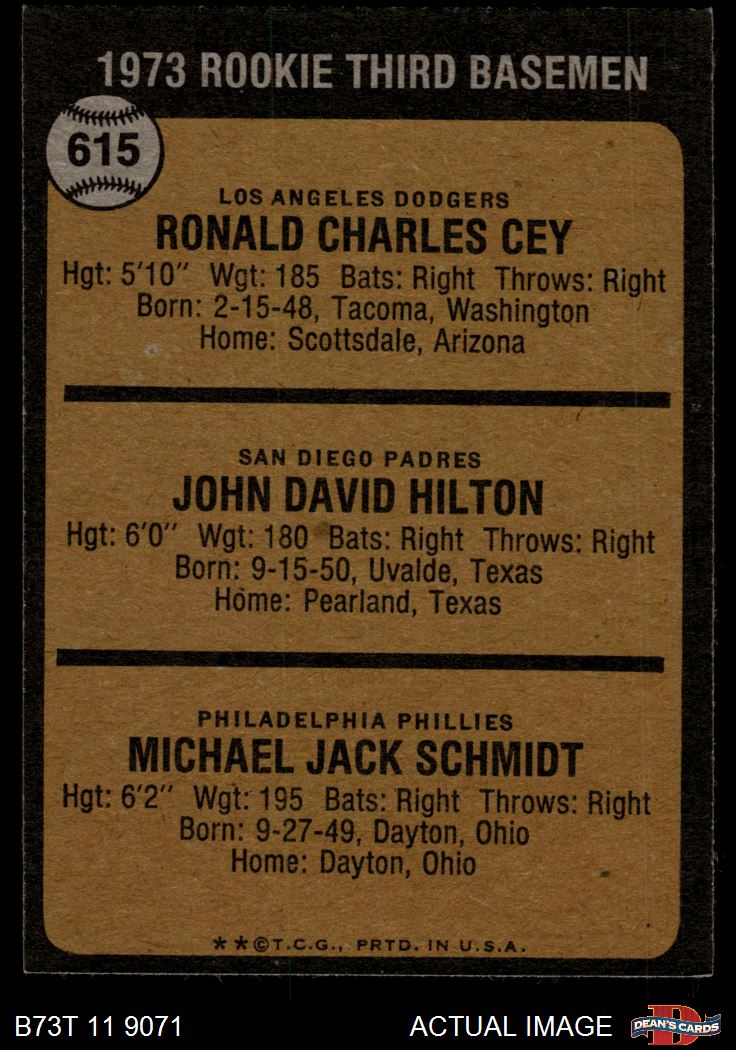 1973 ROOKIE THIRD BASEMEN
615
LOS ANGELES DODGERS
RONALD CHARLES CEY
Hgt: 5'10" Wgt: 185 Bats: Right Throws: Right
Born: 2-15-48, Tacoma, Washington
Home: Scottsdale, Arizona
SAN DIEGO PADRES
JOHN DAVID HILTON
Hgt: 6'0" Wgt: 180 Bats: Right Throws: Right
Born: 9-15-50, Uvalde, Texas
Home: Pearland, Texas
PHILADELPHIA PHILLIES
MICHAEL JACK SCHMIDT
Hgt: 6'2" Wgt: 195 Bats: Right Throws: Right
Born: 9-27-49, Dayton, Ohio
Home: Dayton, Ohio
**©T.C.G., PRTD. IN U.S.A.
B73T 11 9071 ACTUAL IMAGE D DEAN'S CARDS